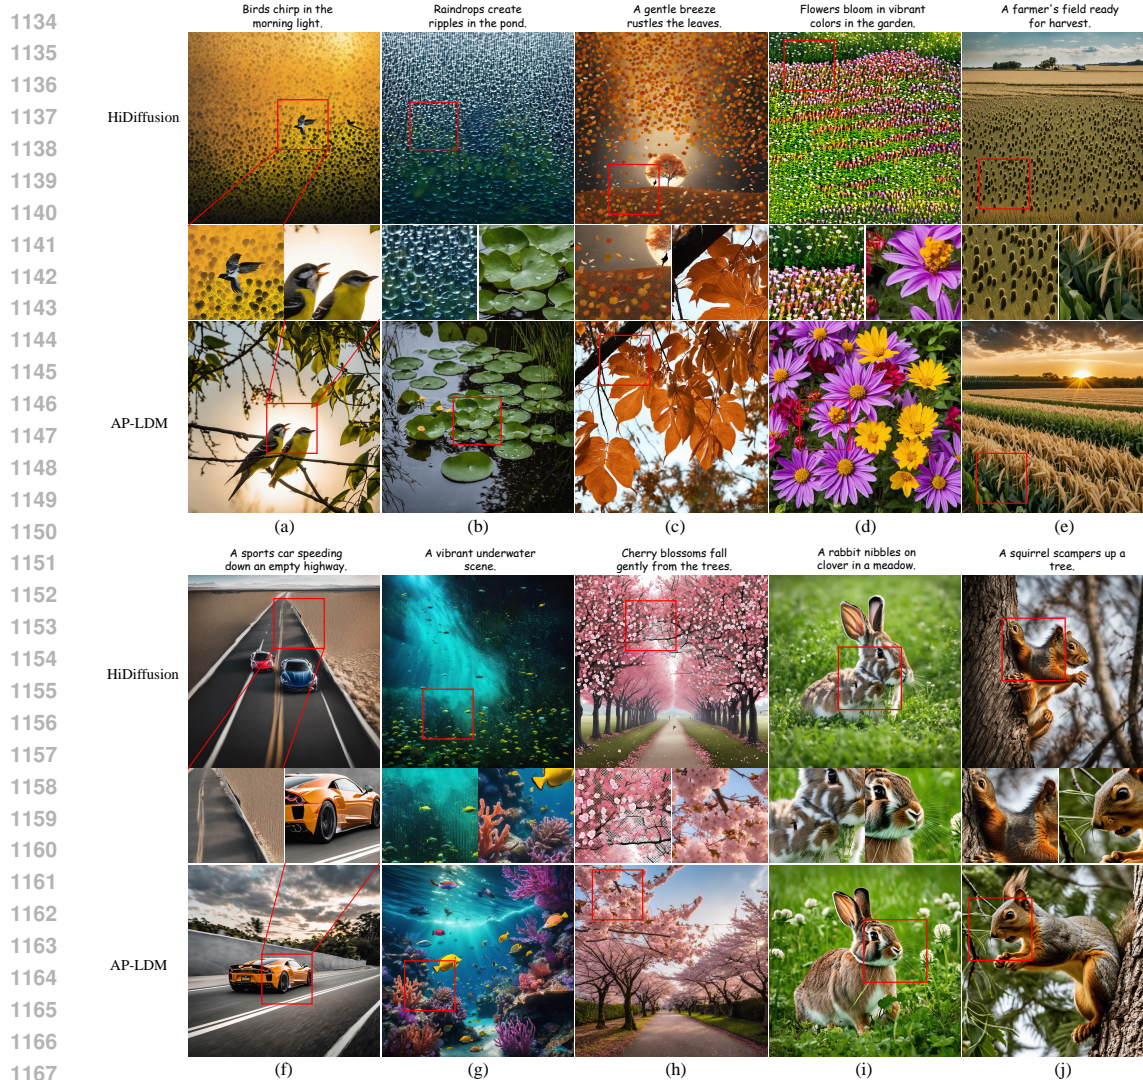 1134
Birds chirp in the
morning light.
Raindrops create
ripples in the pond.
A gentle breeze
rustles the leaves.
Flowers bloom in vibrant
colors in the garden.
A farmer's field ready
for harvest.
1135
1136
1137
HiDiffusion
1138
1139
1140
1141
1142
1143
1144
1145
1146
1147
AP-LDM
1148
1149
1150
(a) (b) (c) (d) (e)
1151
A sports car speeding
down an empty highway.
A vibrant underwater
scene.
Cherry blossoms fall
gently from the trees.
A rabbit nibbles on
clover in a meadow.
A squirrel scampers up a
tree.
1152
1153
1154
HiDiffusion
1155
1156
1157
1158
1159
1160
1161
1162
1163
1164
AP-LDM
1165
1166
1167
(f) (g) (h) (i) (j)